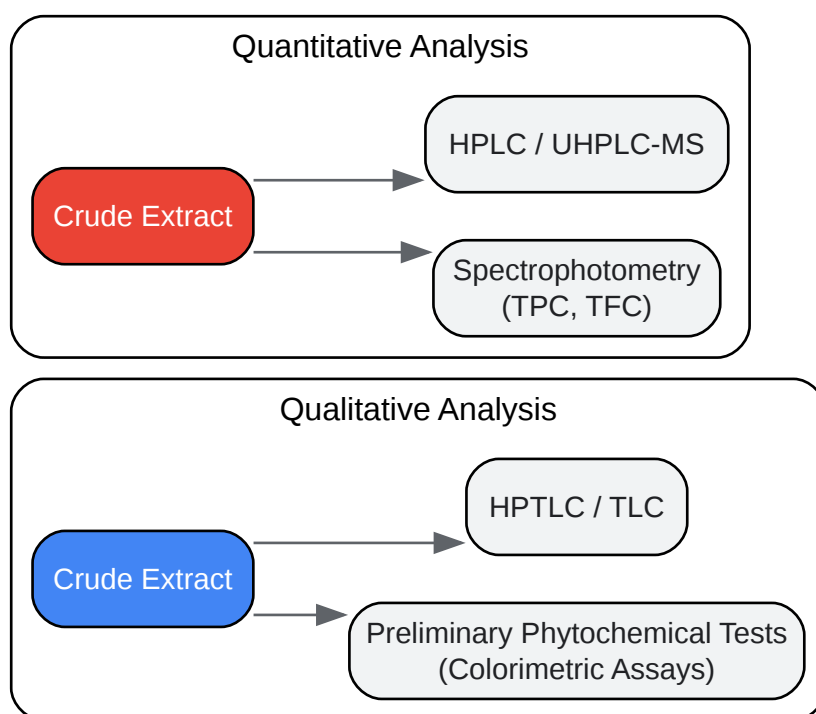 Quantitative Analysis
HPLC / UHPLC-MS
Crude Extract
Spectrophotometry
(TPC, TFC)
Qualitative Analysis
HPTLC / TLC
Crude Extract
Preliminary Phytochemical Tests
(Colorimetric Assays)